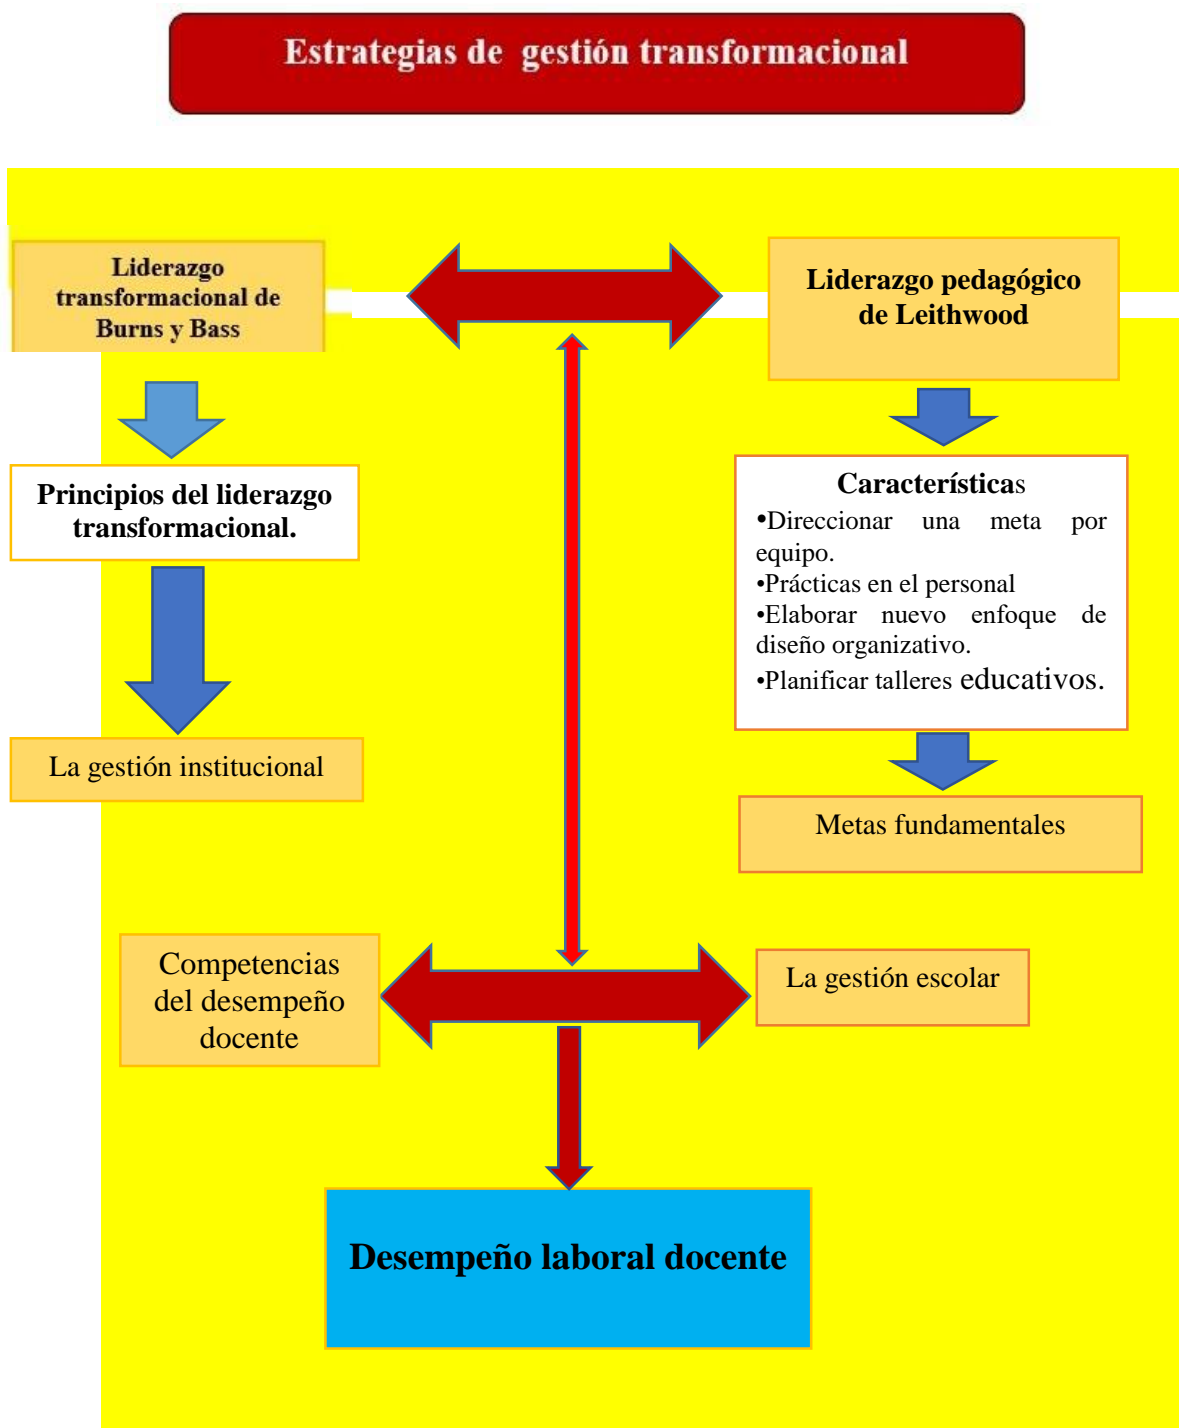 Estrategias de gestión transformacional
Liderazgo
transformacional de
Burns y Bass
Liderazgo pedagógico
de Leithwood
Principios del liderazgo
transformacional.
Características
•Direccionar una meta por
equipo.
•Prácticas en el personal
•Elaborar nuevo enfoque de
diseño organizativo.
•Planificar talleres educativos.
La gestión institucional
Metas fundamentales
Competencias
del desempeño
docente
La gestión escolar
Desempeño laboral docente